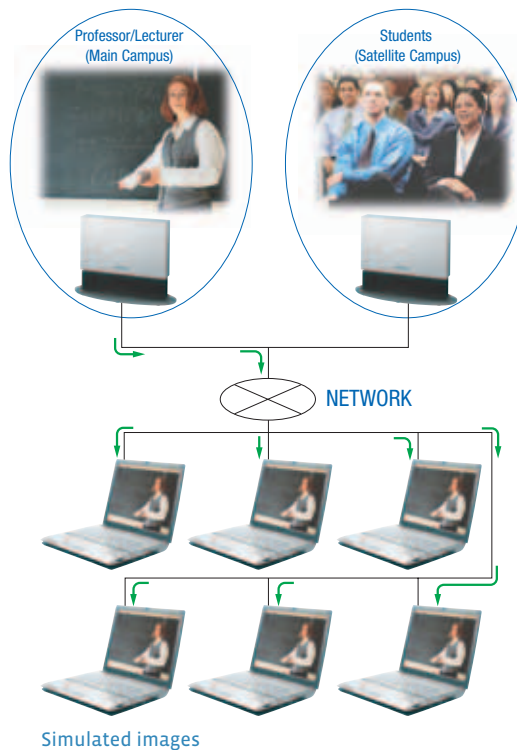 Professor/Lecturer
(Main Campus)
Students
(Satellite Campus)
NETWORK
Simulated images